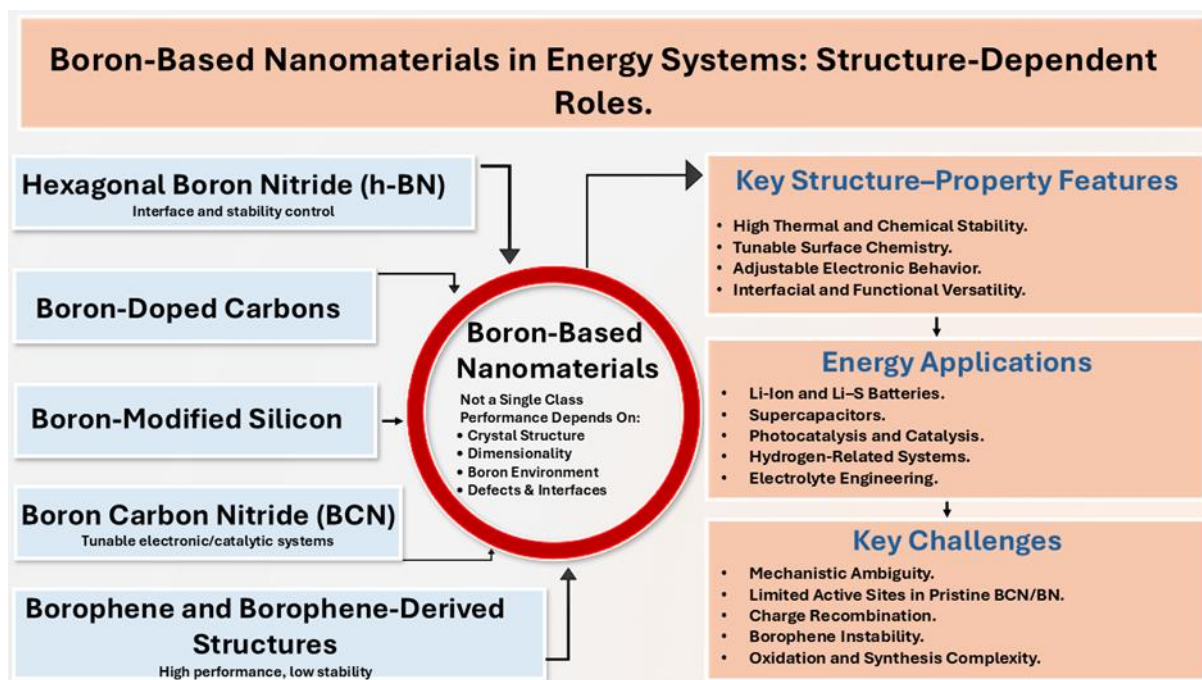 Boron-Based Nanomaterials in Energy Systems: Structure-Dependent
Roles.
Hexagonal Boron Nitride (h-BN)
Interface and stability control
Boron-Doped Carbons
Boron-Modified Silicon
Boron Carbon Nitride (BCN)
Tunable electronic/catalytic systems
Borophene and Borophene-Derived
Structures
High performance, low stability
Boron-Based
Nanomaterials
Not a Single Class
Performance Depends On:
• Crystal Structure
• Dimensionality
• Boron Environment
• Defects & Interfaces
Key Structure–Property Features
• High Thermal and Chemical Stability.
• Tunable Surface Chemistry.
• Adjustable Electronic Behavior.
• Interfacial and Functional Versatility.
Energy Applications
• Li-Ion and Li–S Batteries.
• Supercapacitors.
• Photocatalysis and Catalysis.
• Hydrogen-Related Systems.
• Electrolyte Engineering.
Key Challenges
• Mechanistic Ambiguity.
• Limited Active Sites in Pristine BCN/BN.
• Charge Recombination.
• Borophene Instability.
• Oxidation and Synthesis Complexity.